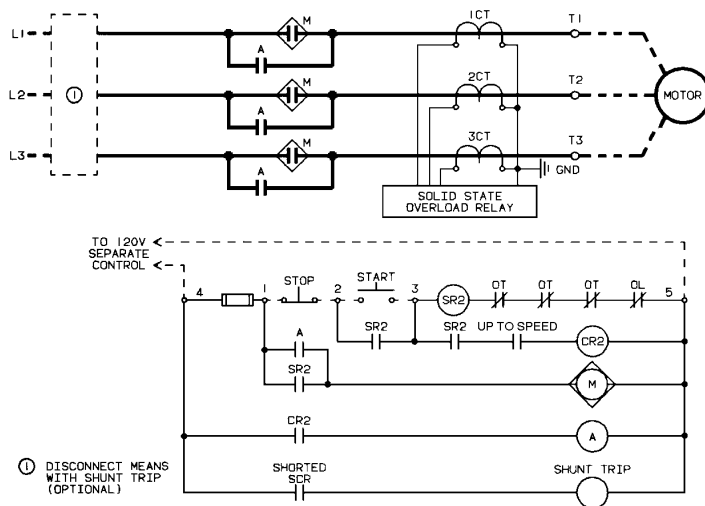 1CT
T1
L1
M
A
2CT
T2
L2
①
M
A
MOTOR
3CT
T3
L3
M
A
GND
SOLID STATE
OVERLOAD RELAY
TO 120V
SEPARATE
CONTROL
4
1
STOP
2
START
3
SR2
OT
OT
OT
OL
5
A
SR2
SR2
UP TO SPEED
CR2
SR2
M
CR2
A
① DISCONNECT MEANS
WITH SHUNT TRIP
(OPTIONAL)
SHORTED
SCR
SHUNT TRIP